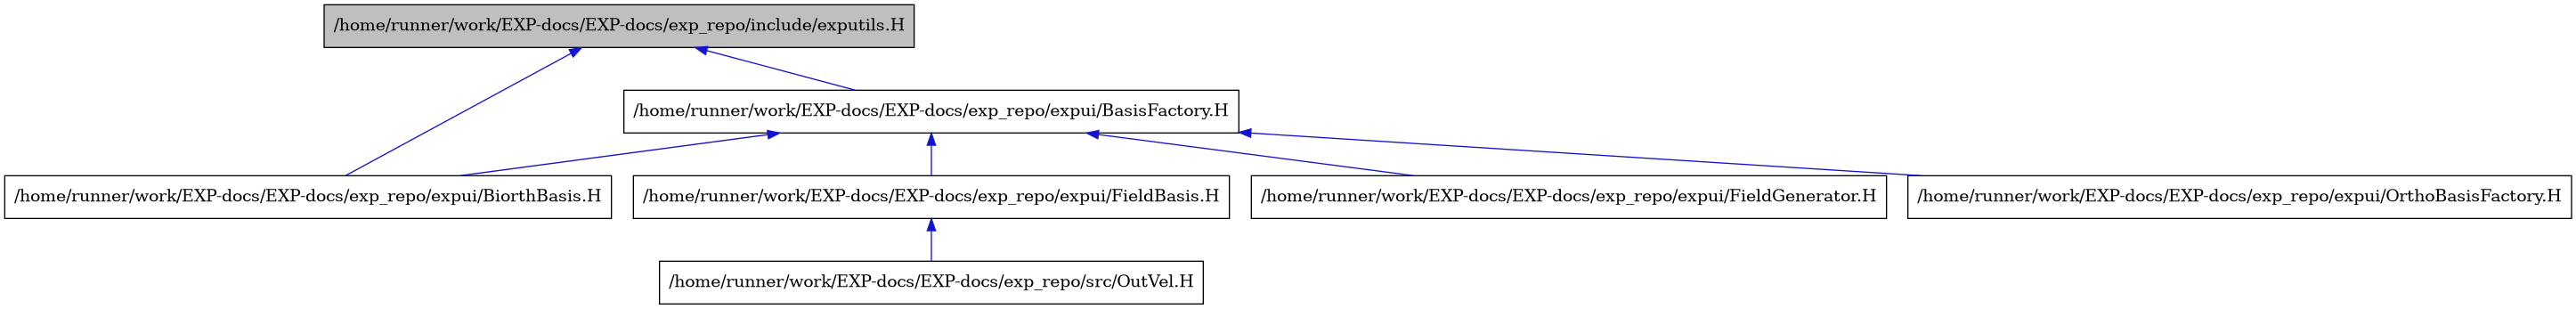 /home/runner/work/EXP-docs/EXP-docs/exp_repo/include/exputils.H
/home/runner/work/EXP-docs/EXP-docs/exp_repo/expui/BasisFactory.H
/home/runner/work/EXP-docs/EXP-docs/exp_repo/expui/BiorthBasis.H
/home/runner/work/EXP-docs/EXP-docs/exp_repo/expui/FieldBasis.H
/home/runner/work/EXP-docs/EXP-docs/exp_repo/expui/FieldGenerator.H
/home/runner/work/EXP-docs/EXP-docs/exp_repo/expui/OrthoBasisFactory.H
/home/runner/work/EXP-docs/EXP-docs/exp_repo/src/OutVel.H